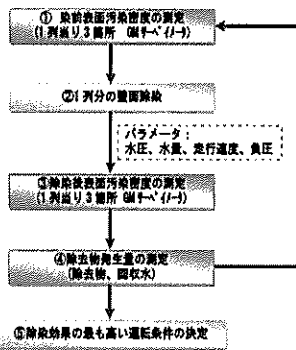 ① 染前表面汚染密度の測定
(1列当り3箇所 GMサーベイメータ)
②1列分の壁面除染
パラメータ:
水圧、水量、走行速度、負圧
③除染後表面汚染密度の測定
(1列当り3箇所 GMサーベイメータ)
④除去物発生量の測定
(除去物、回収水)
⑤除染効果の最も高い運転条件の決定